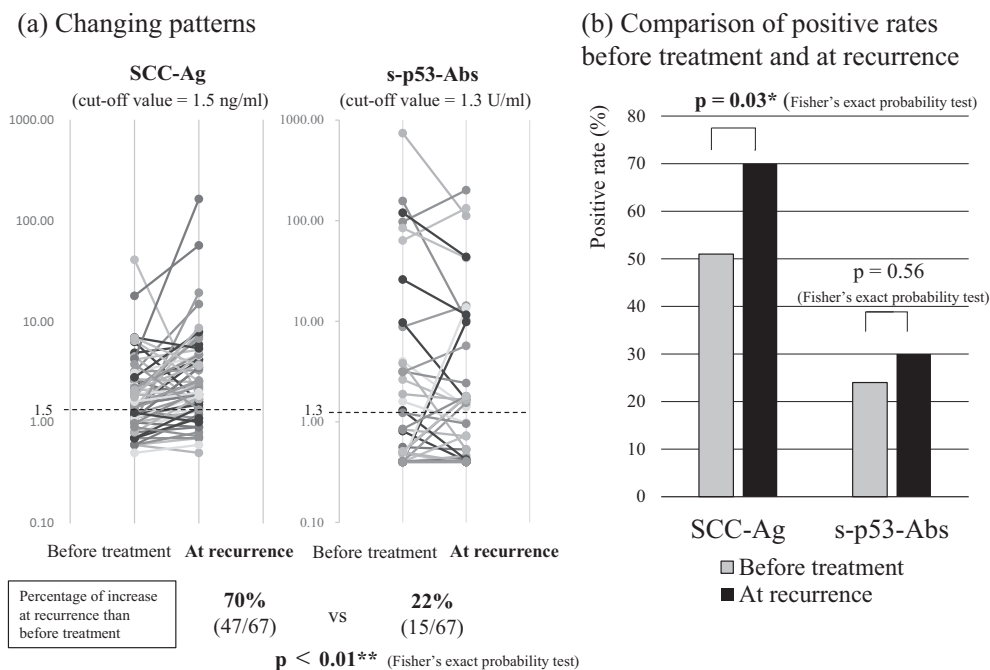 (a) Changing patterns
SCC-Ag
(cut-off value = 1.5 ng/ml)
1000.00
100.00
10.00
1.5
1.00
0.10
Before treatment At recurrence
s-p53-Abs
(cut-off value = 1.3 U/ml)
1000.00
100.00
10.00
1.3
1.00
0.10
Before treatment At recurrence
Percentage of increase
at recurrence than
before treatment
70%
(47/67)
vs
22%
(15/67)
p < 0.01** (Fisher's exact probability test)
(b) Comparison of positive rates
before treatment and at recurrence
p = 0.03* (Fisher's exact probability test)
Positive rate (%)
80
70
60
50
40
30
20
10
0
p = 0.56
(Fisher's exact probability test)
SCC-Ag s-p53-Abs
Before treatment
At recurrence